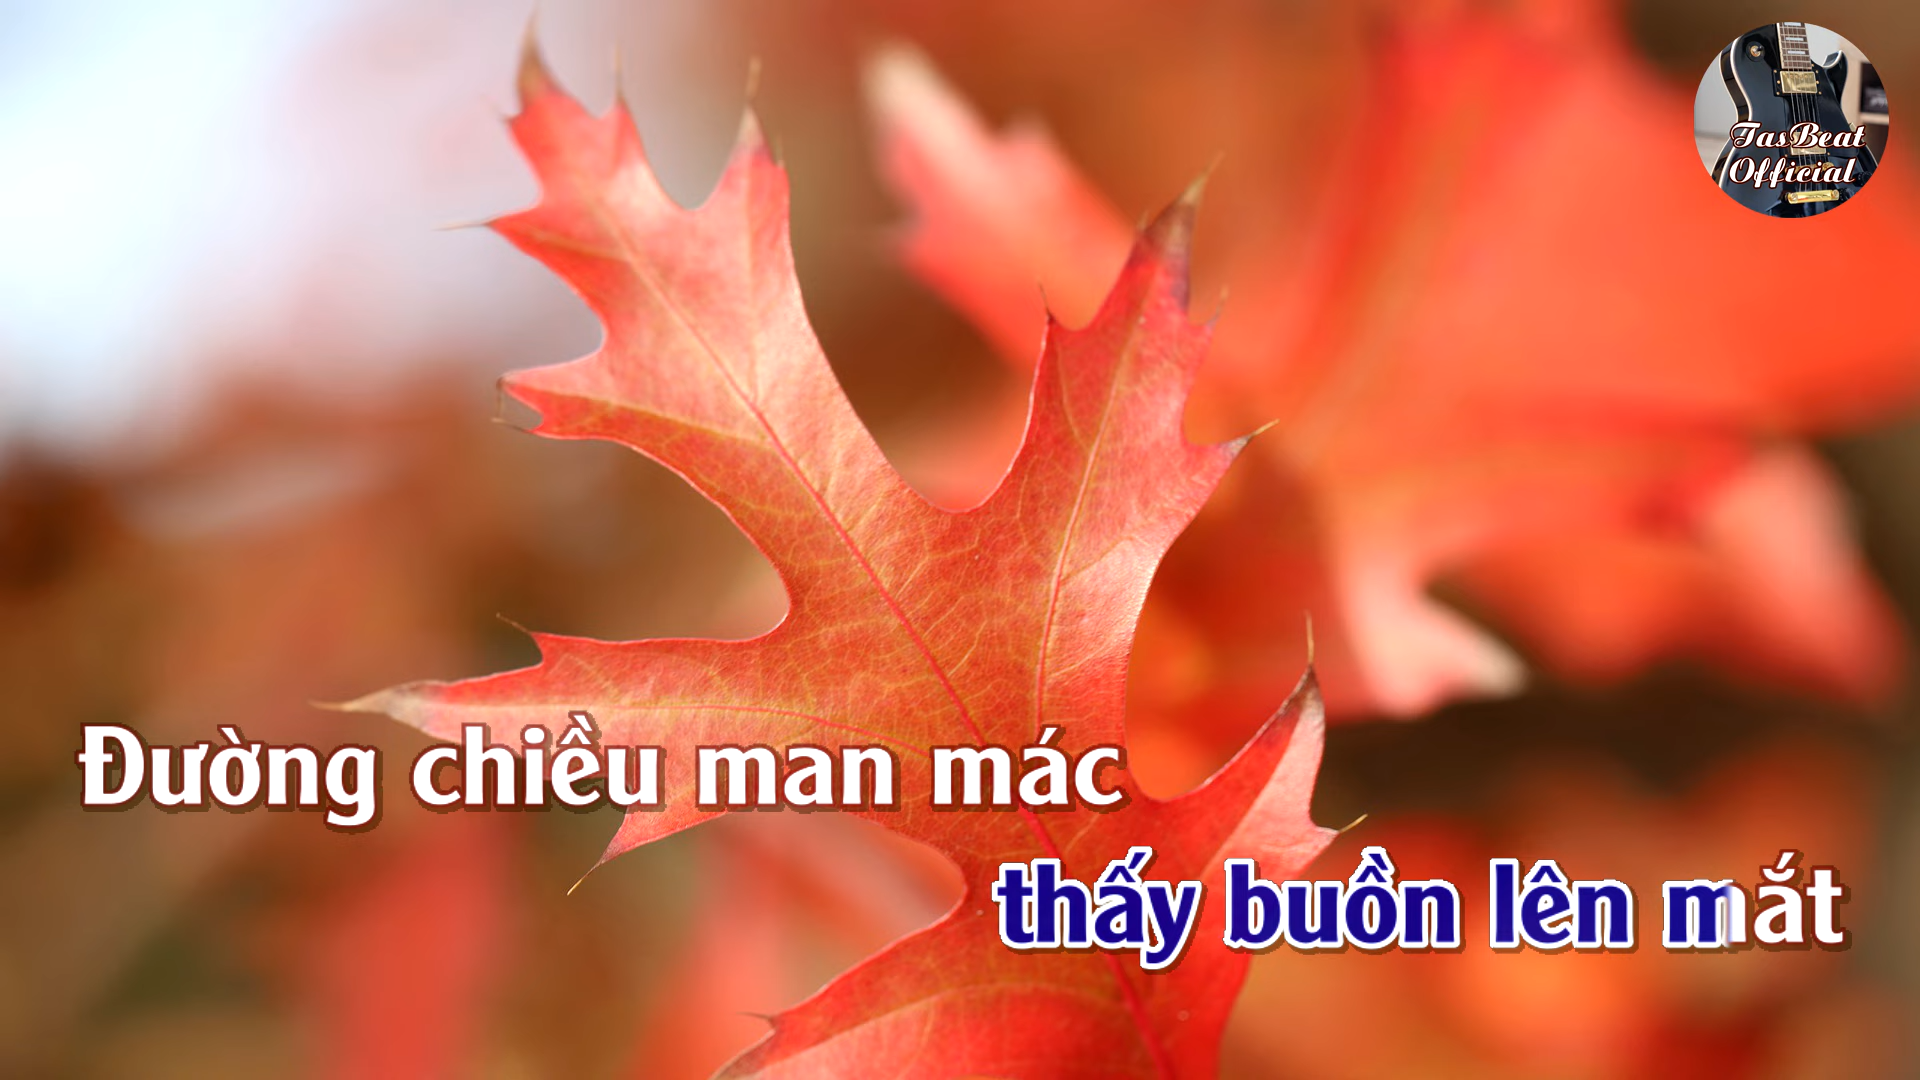 TasBeat
Official
Đường chiều man mác
thấy buồn lên mắt